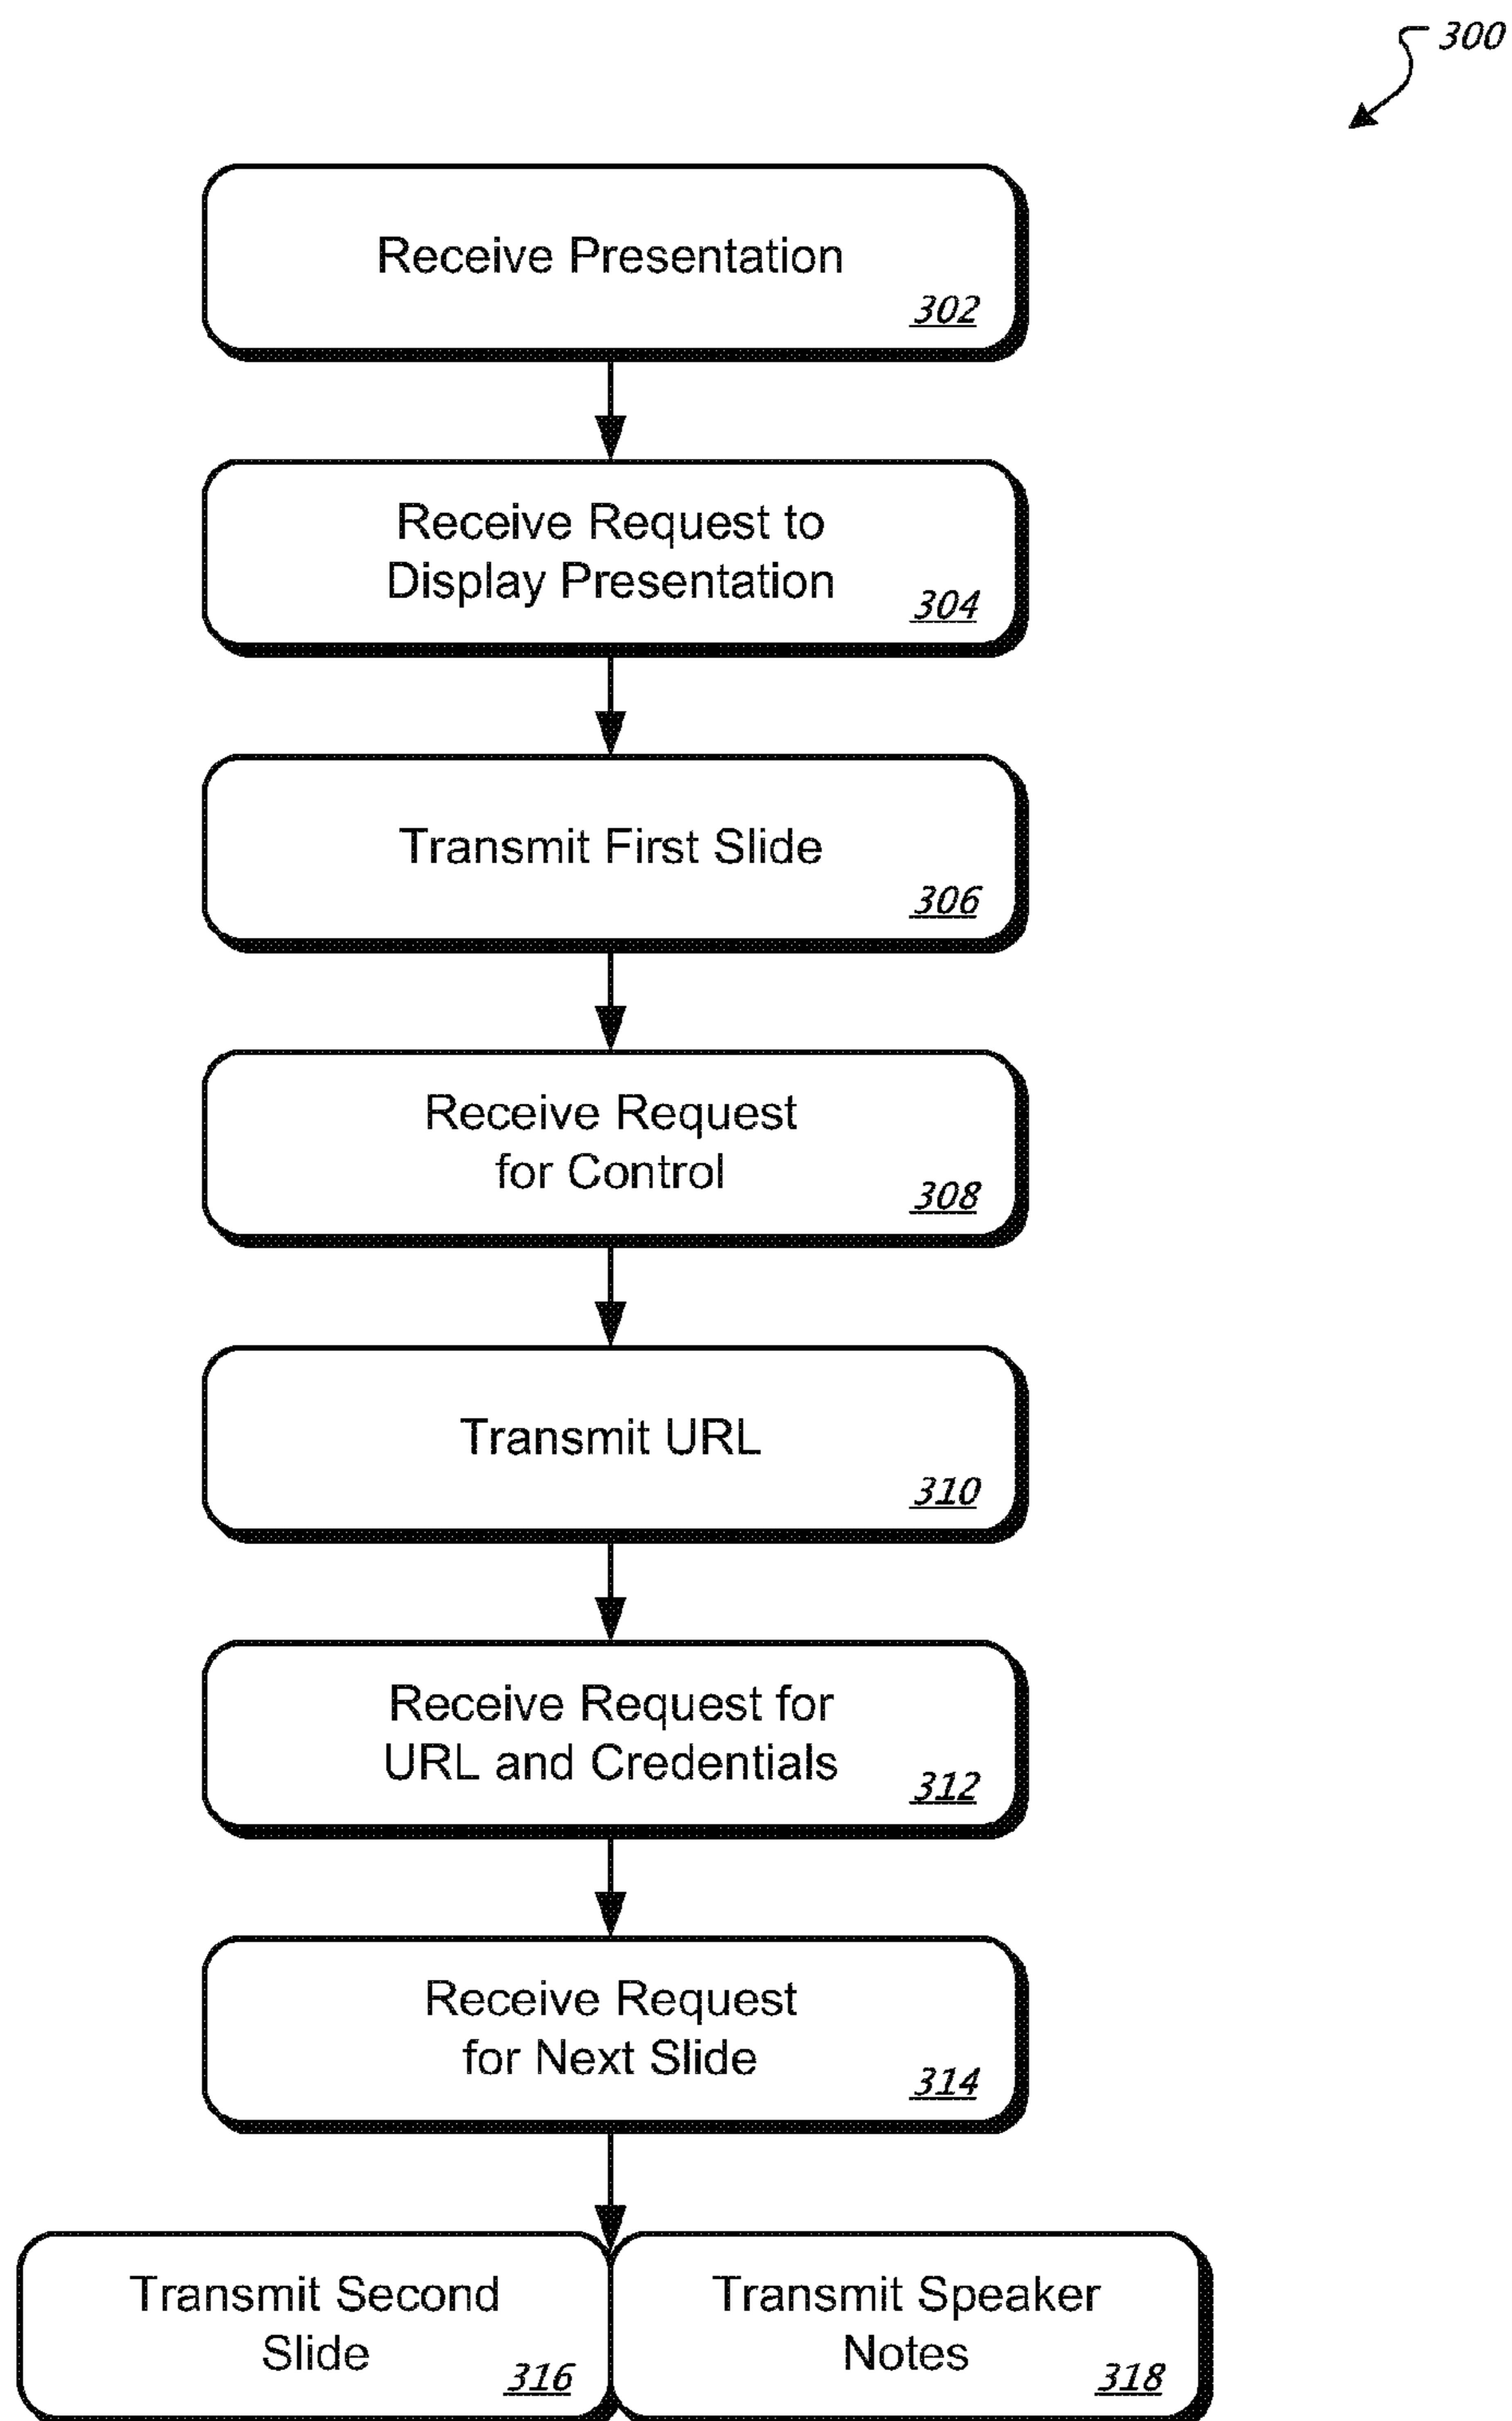 300
Receive Presentation
302
Receive Request to
Display Presentation
304
Transmit First Slide
306
Receive Request
for Control
308
Transmit URL
310
Receive Request for
URL and Credentials
312
Receive Request
for Next Slide
314
Transmit Second
Slide
316
Transmit Speaker
Notes
318